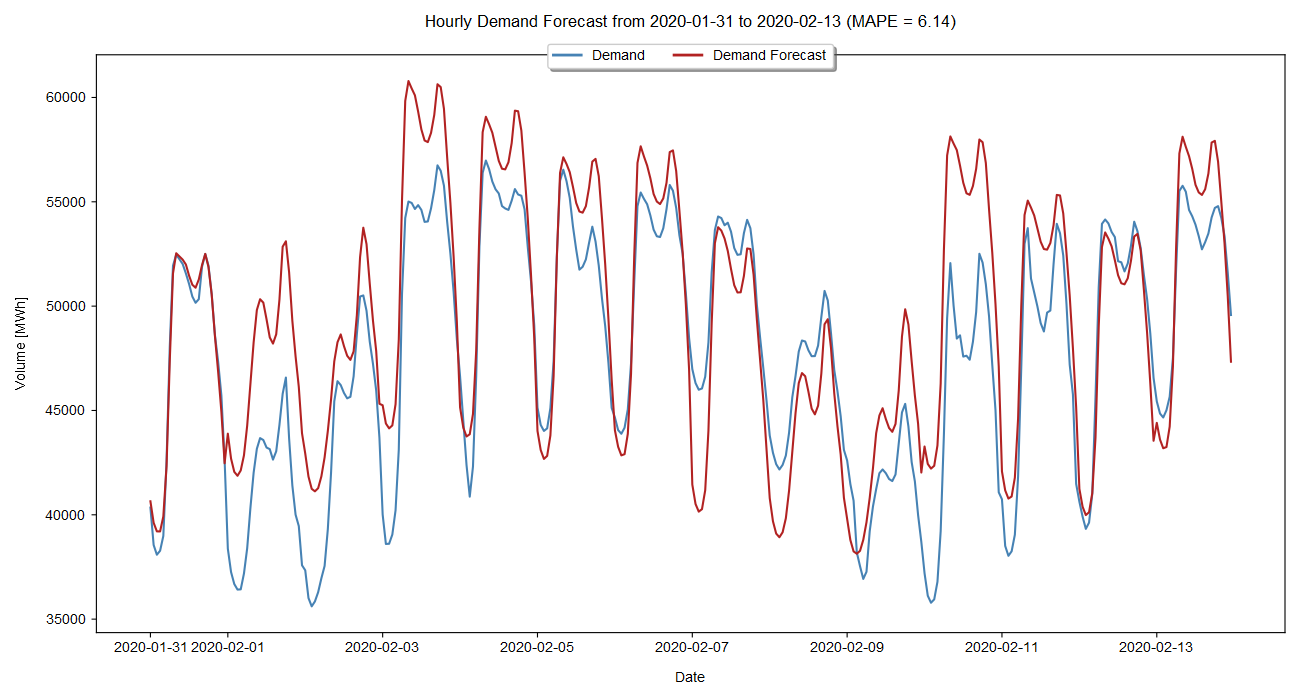 Hourly Demand Forecast from 2020-01-31 to 2020-02-13 (MAPE = 6.14)
Demand
Demand Forecast
Volume [MWh]
60000
55000
50000
45000
40000
35000
2020-01-31
2020-02-01
2020-02-03
2020-02-05
2020-02-07
2020-02-09
2020-02-11
2020-02-13
Date